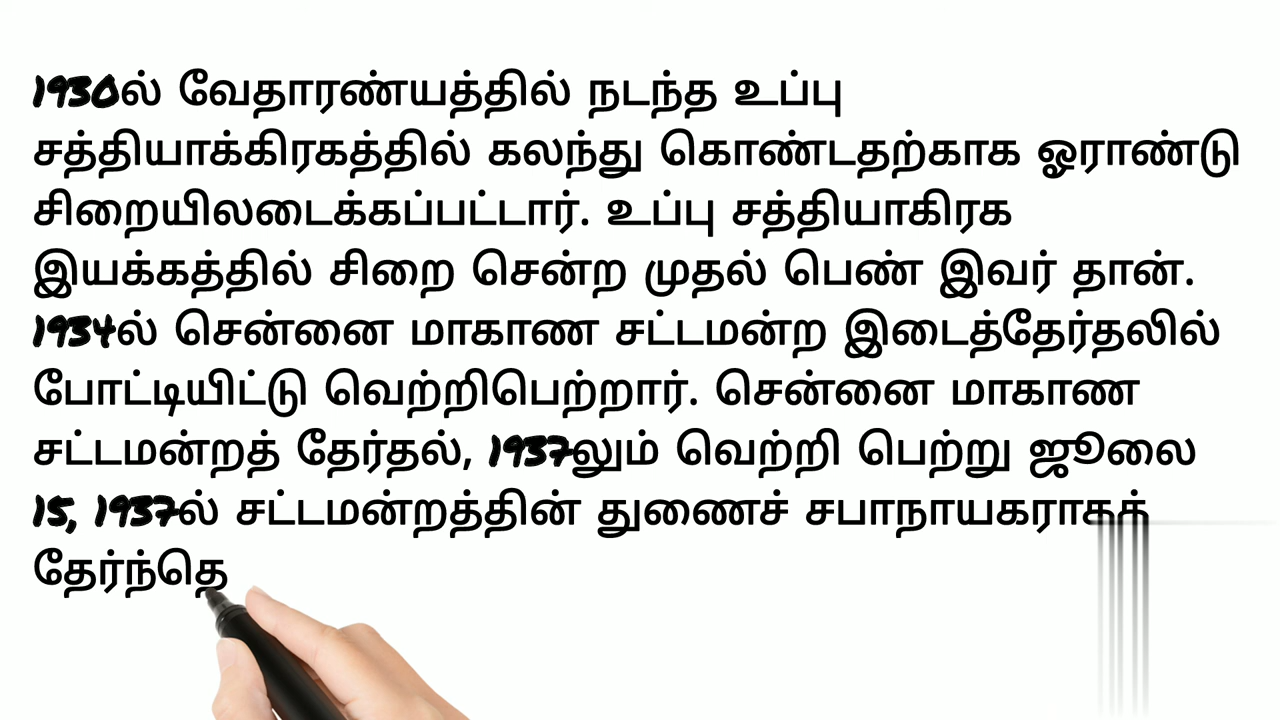 1930ல் வேதாரண்யத்தில் நடந்த உப்பு
சத்தியாக்கிரகத்தில் கலந்து கொண்டதற்காக ஓராண்டு
சிறையிலடைக்கப்பட்டார். உப்பு சத்தியாகிரக
இயக்கத்தில் சிறை சென்ற முதல் பெண் இவர் தான்.
1934ல் சென்னை மாகாண சட்டமன்ற இடைத்தேர்தலில்
போட்டியிட்டு வெற்றிபெற்றார். சென்னை மாகாண
சட்டமன்றத் தேர்தல், 1937லும் வெற்றி பெற்று ஜூலை
15, 1937ல் சட்டமன்றத்தின் துணைச் சபாநாயகராகத்
தேர்ந்தெ